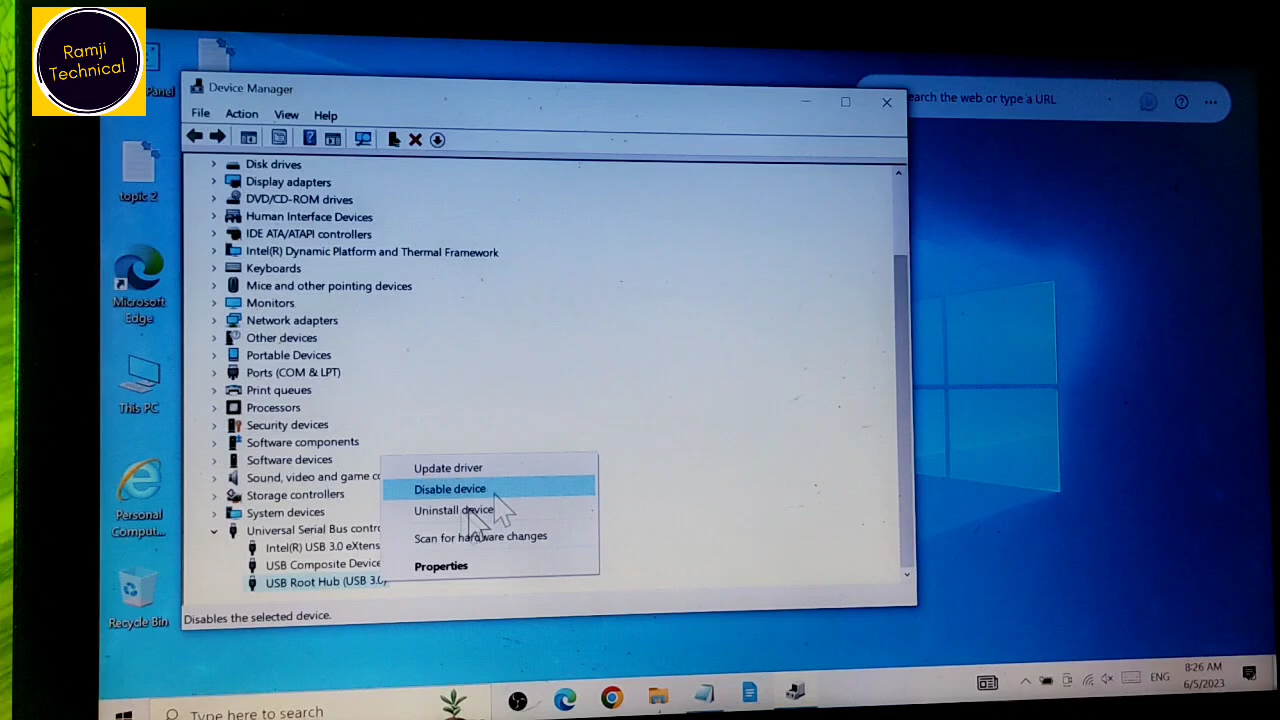 Ramji
Technical
Panel
Device Manager
File Action View Help
earch the web or type a URL
Disk drives
Display adapters
DVD/CD-ROM drives
Human Interface Devices
IDE ATA/ATAPI controllers
Intel(R) Dynamic Platform and Thermal Framework
Keyboards
Mice and other pointing devices
Monitors
Network adapters
Other devices
Portable Devices
Ports (COM & LPT)
Print queues
Processors
Security devices
Software components
Software devices
Sound, video and game c
Storage controllers
System devices
Universal Serial Bus contr
Intel(R) USB 3.0 eXtens
USB Composite Device
USB Root Hub (USB 3.0)
Update driver
Disable device
Uninstall device
Scan for hardware changes
Properties
Disables the selected device.
topic 2
Microsoft
Edge
This PC
Personal
Comput...
Recycle Bin
Type here to search
ENG
8:26 AM
6/5/2023